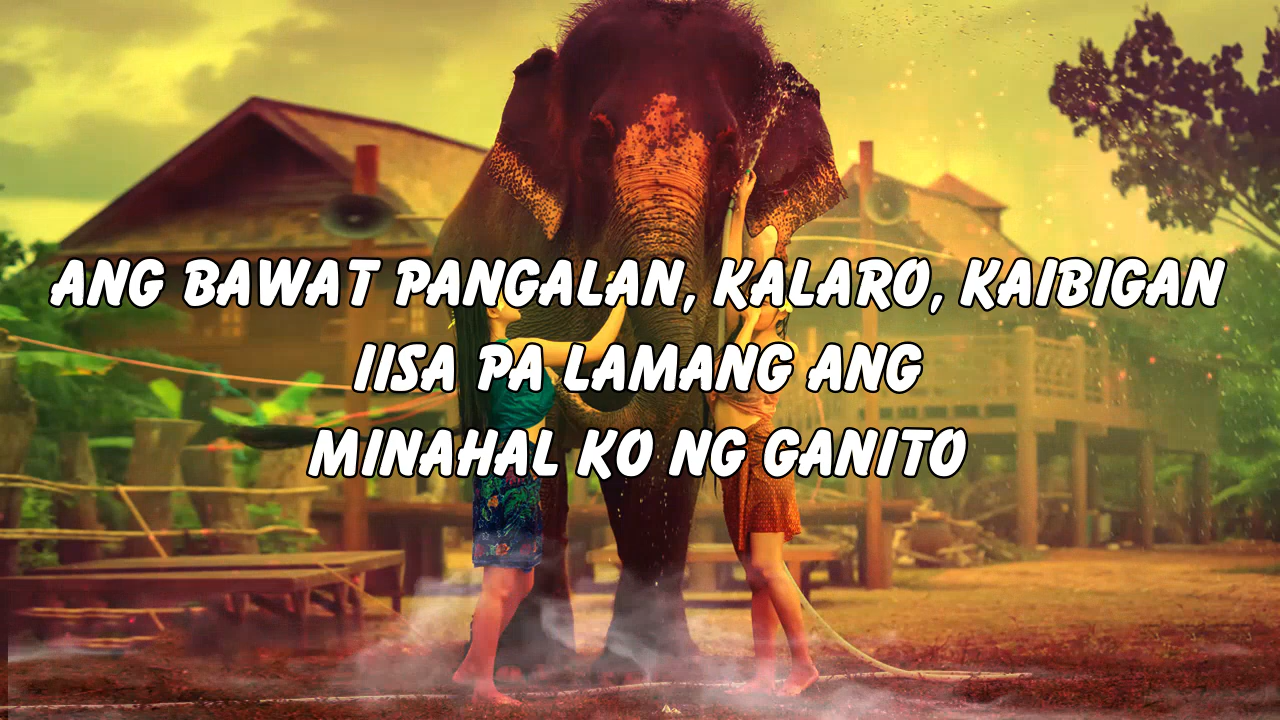 ANG BAWAT PANGALAN, KALARO, KAIBIGAN
IISA PA LAMANG ANG
MINAHAL KO NG GANITO